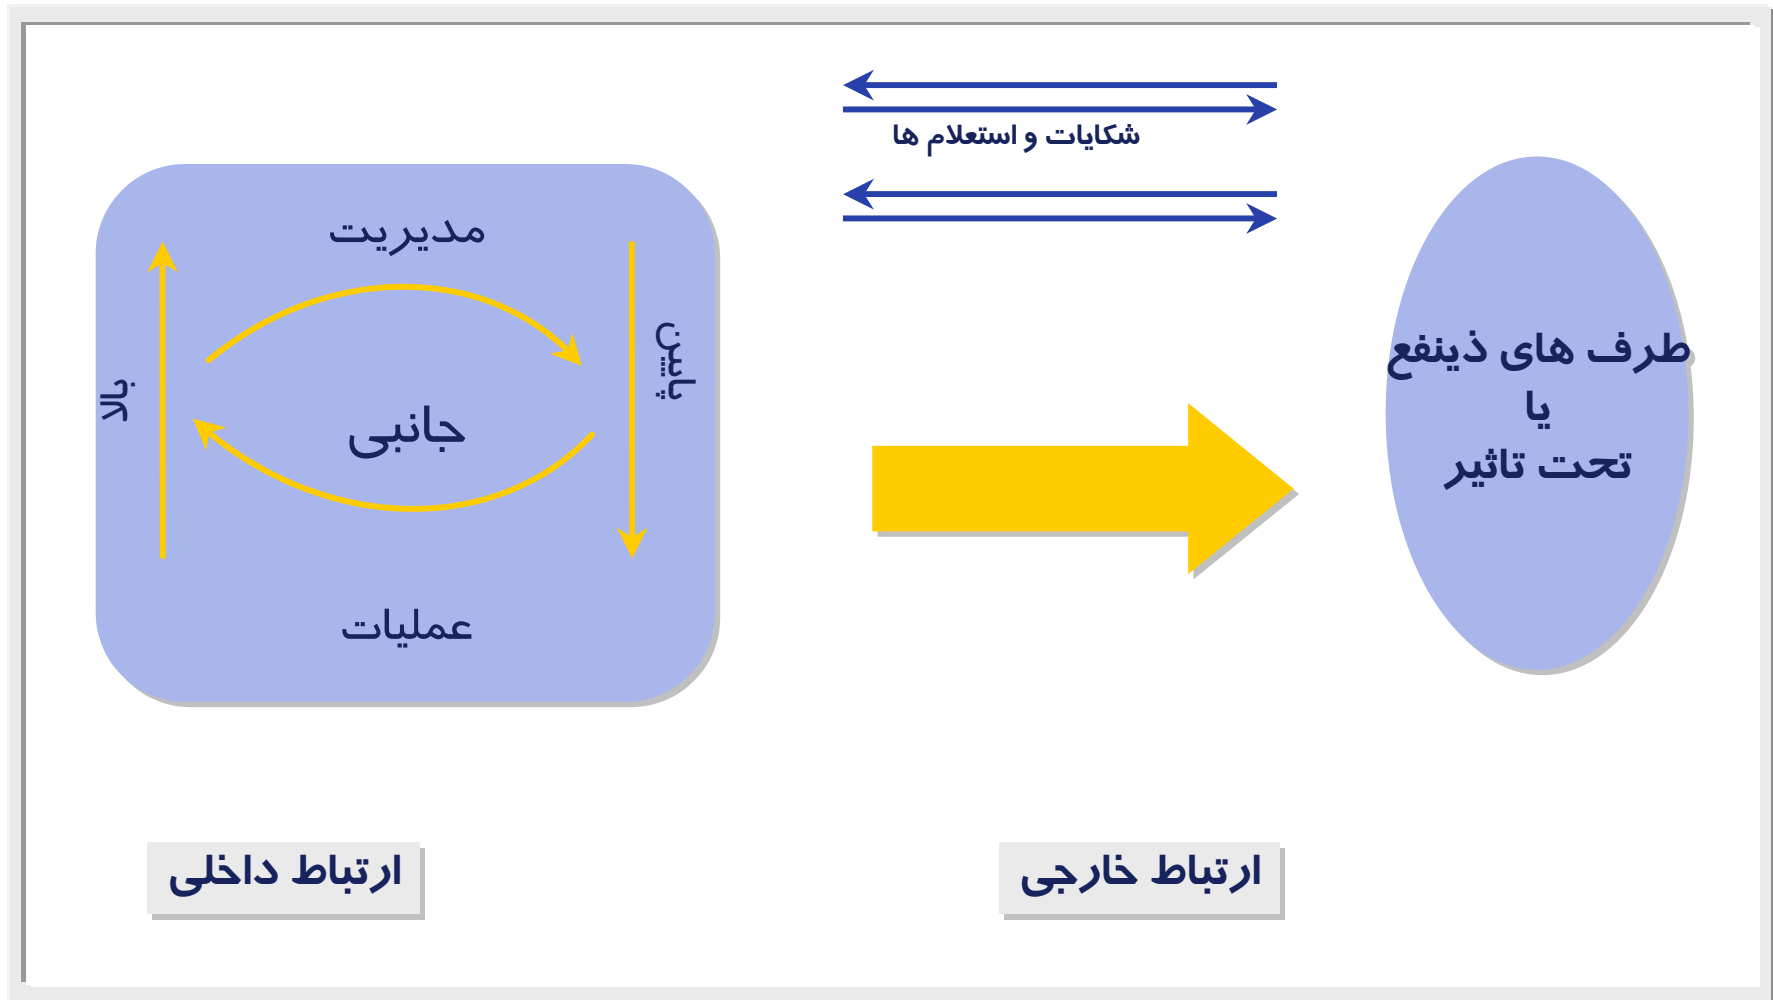 شکایات و استعلام ها
مدیریت
پایین
بالا
جانبی
عملیات
طرف های ذینفع
یا
تحت تاثیر
ارتباط خارجی
ارتباط داخلی